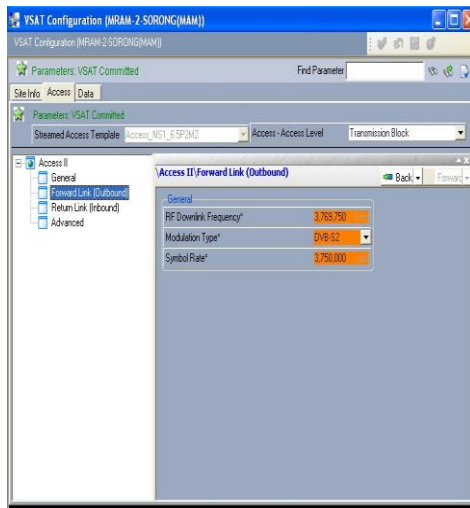 VSAT Configuration (MRAM-2-SORONG(MAM))
VSAT Configuration (MRAM-2-SORONG(MAM))
Parameters: VSAT Committed Find Parameter
Site Info Access Data
Parameters: VSAT Committed
Streamed Access Template Access_NS1_6.5P2M2 Access - Access Level Transmission Block
Access II
General
Forward Link (Outbound)
Return Link (Inbound)
Advanced
\Access II\Forward Link (Outbound) Back Forward
General
RF Downlink Frequency* 3,769,750
Modulation Type* DVB-S2
Symbol Rate* 3,750,000